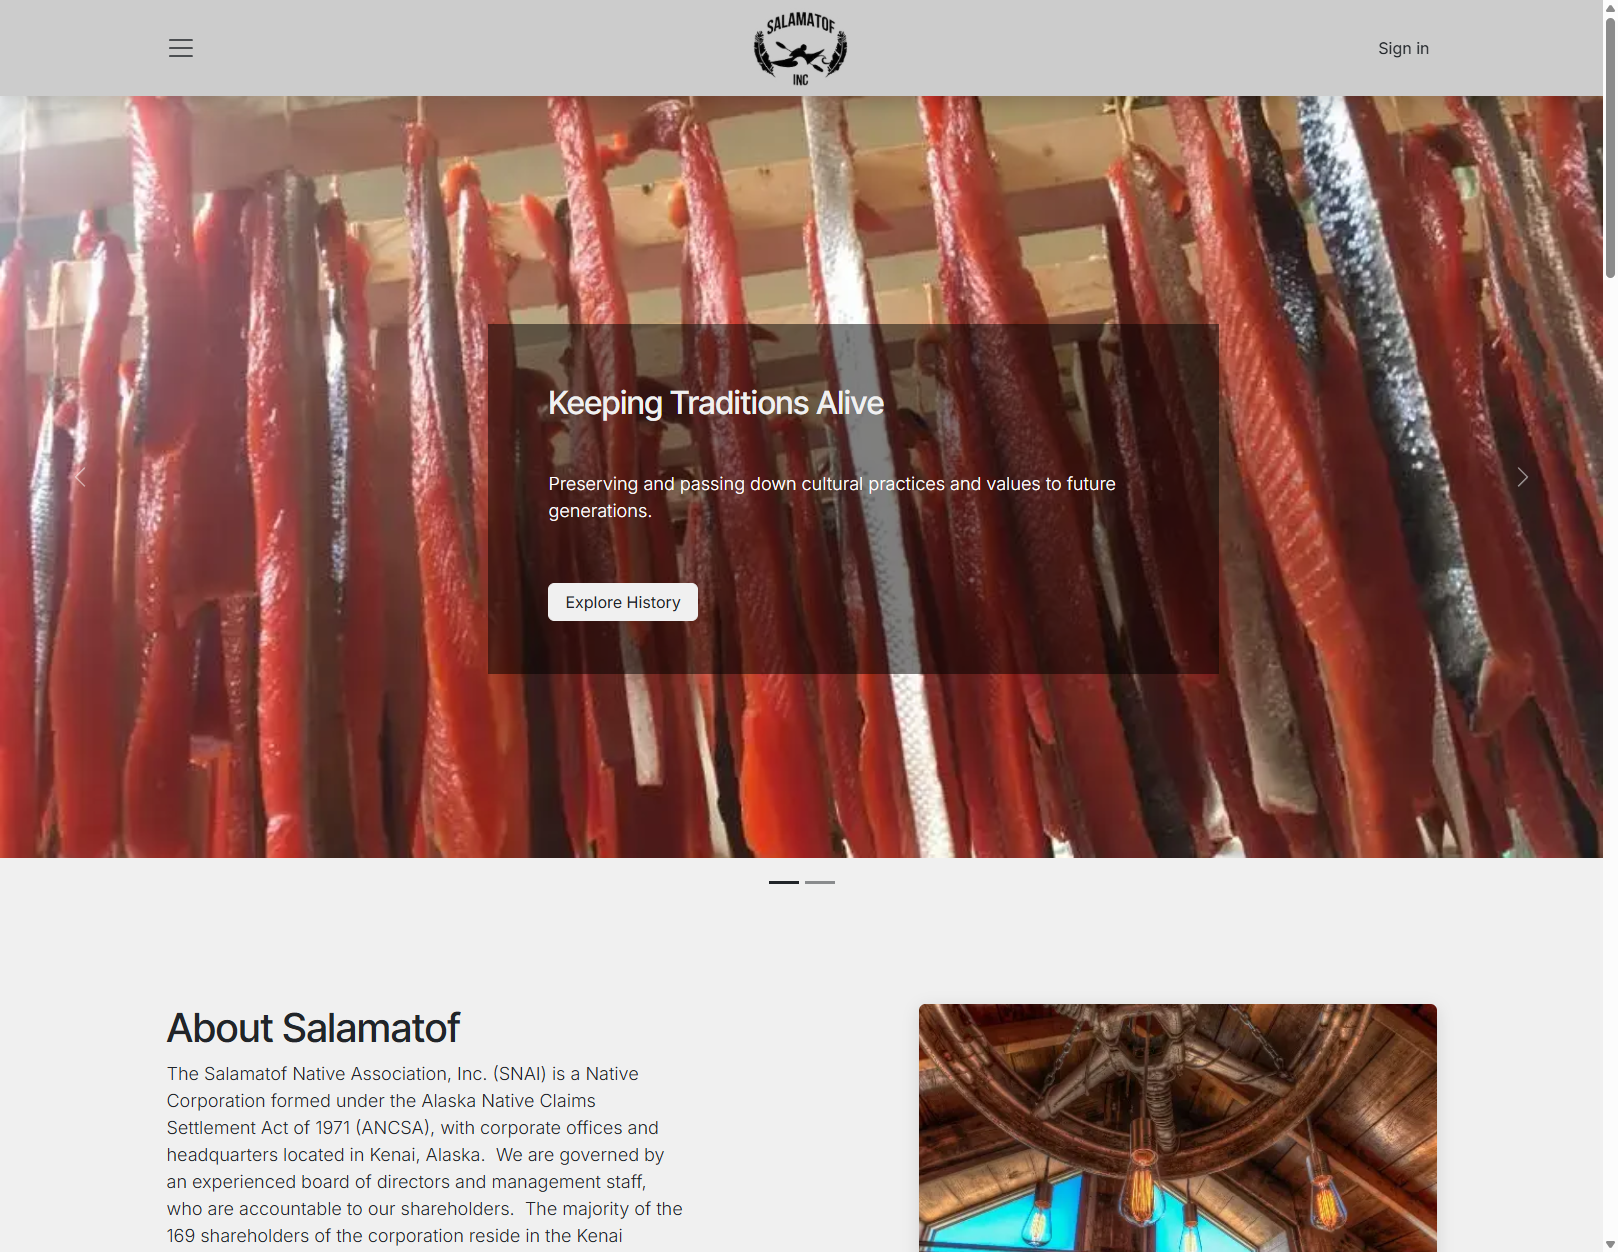 SALAMATOF
INC
Sign in
Keeping Traditions Alive
Preserving and passing down cultural practices and values to future
generations.
Explore History
About Salamatof
The Salamatof Native Association, Inc. (SNAI) is a Native
Corporation formed under the Alaska Native Claims
Settlement Act of 1971 (ANCSA), with corporate offices and
headquarters located in Kenai, Alaska.  We are governed by
an experienced board of directors and management staff,
who are accountable to our shareholders.  The majority of the
169 shareholders of the corporation reside in the Kenai